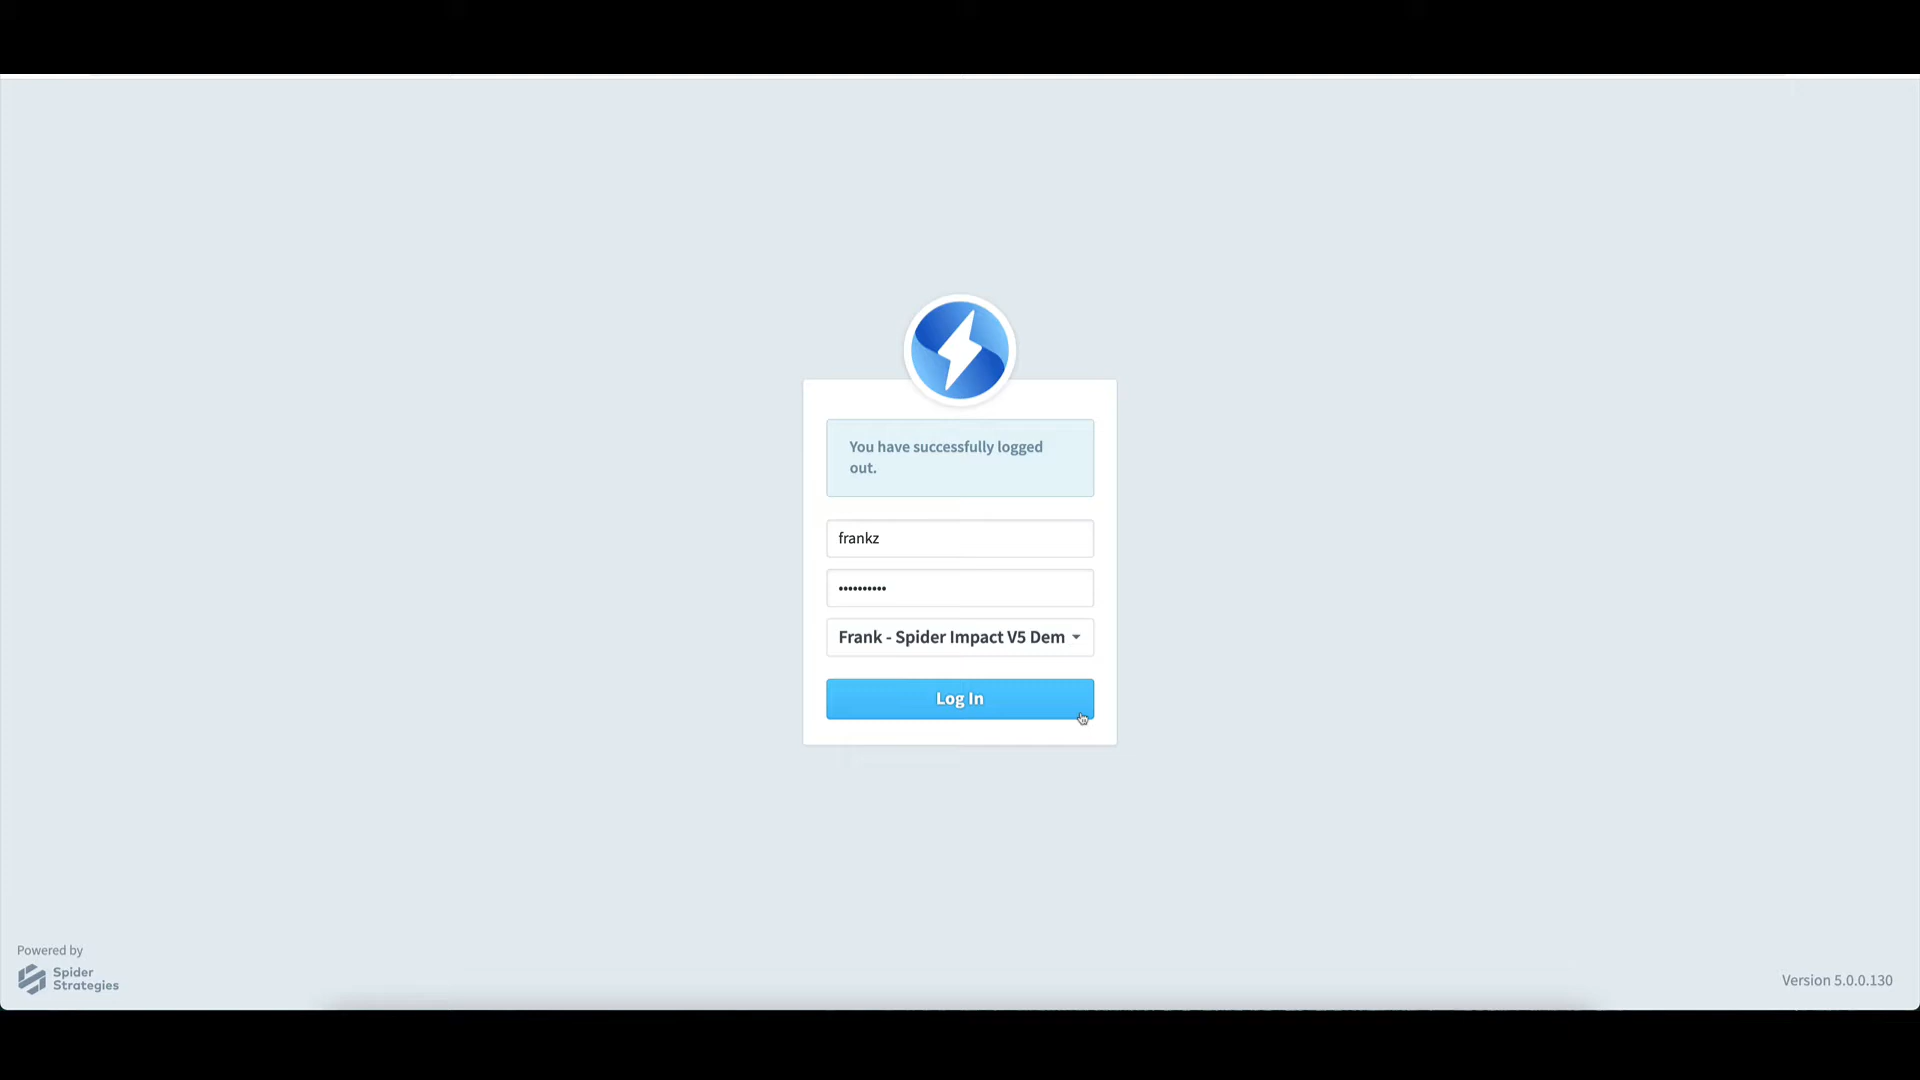 You have successfully logged
out.
frankz
••••••••••
Frank - Spider Impact V5 Dem
Log In
Powered by
Spider
Strategies
Version 5.0.0.130